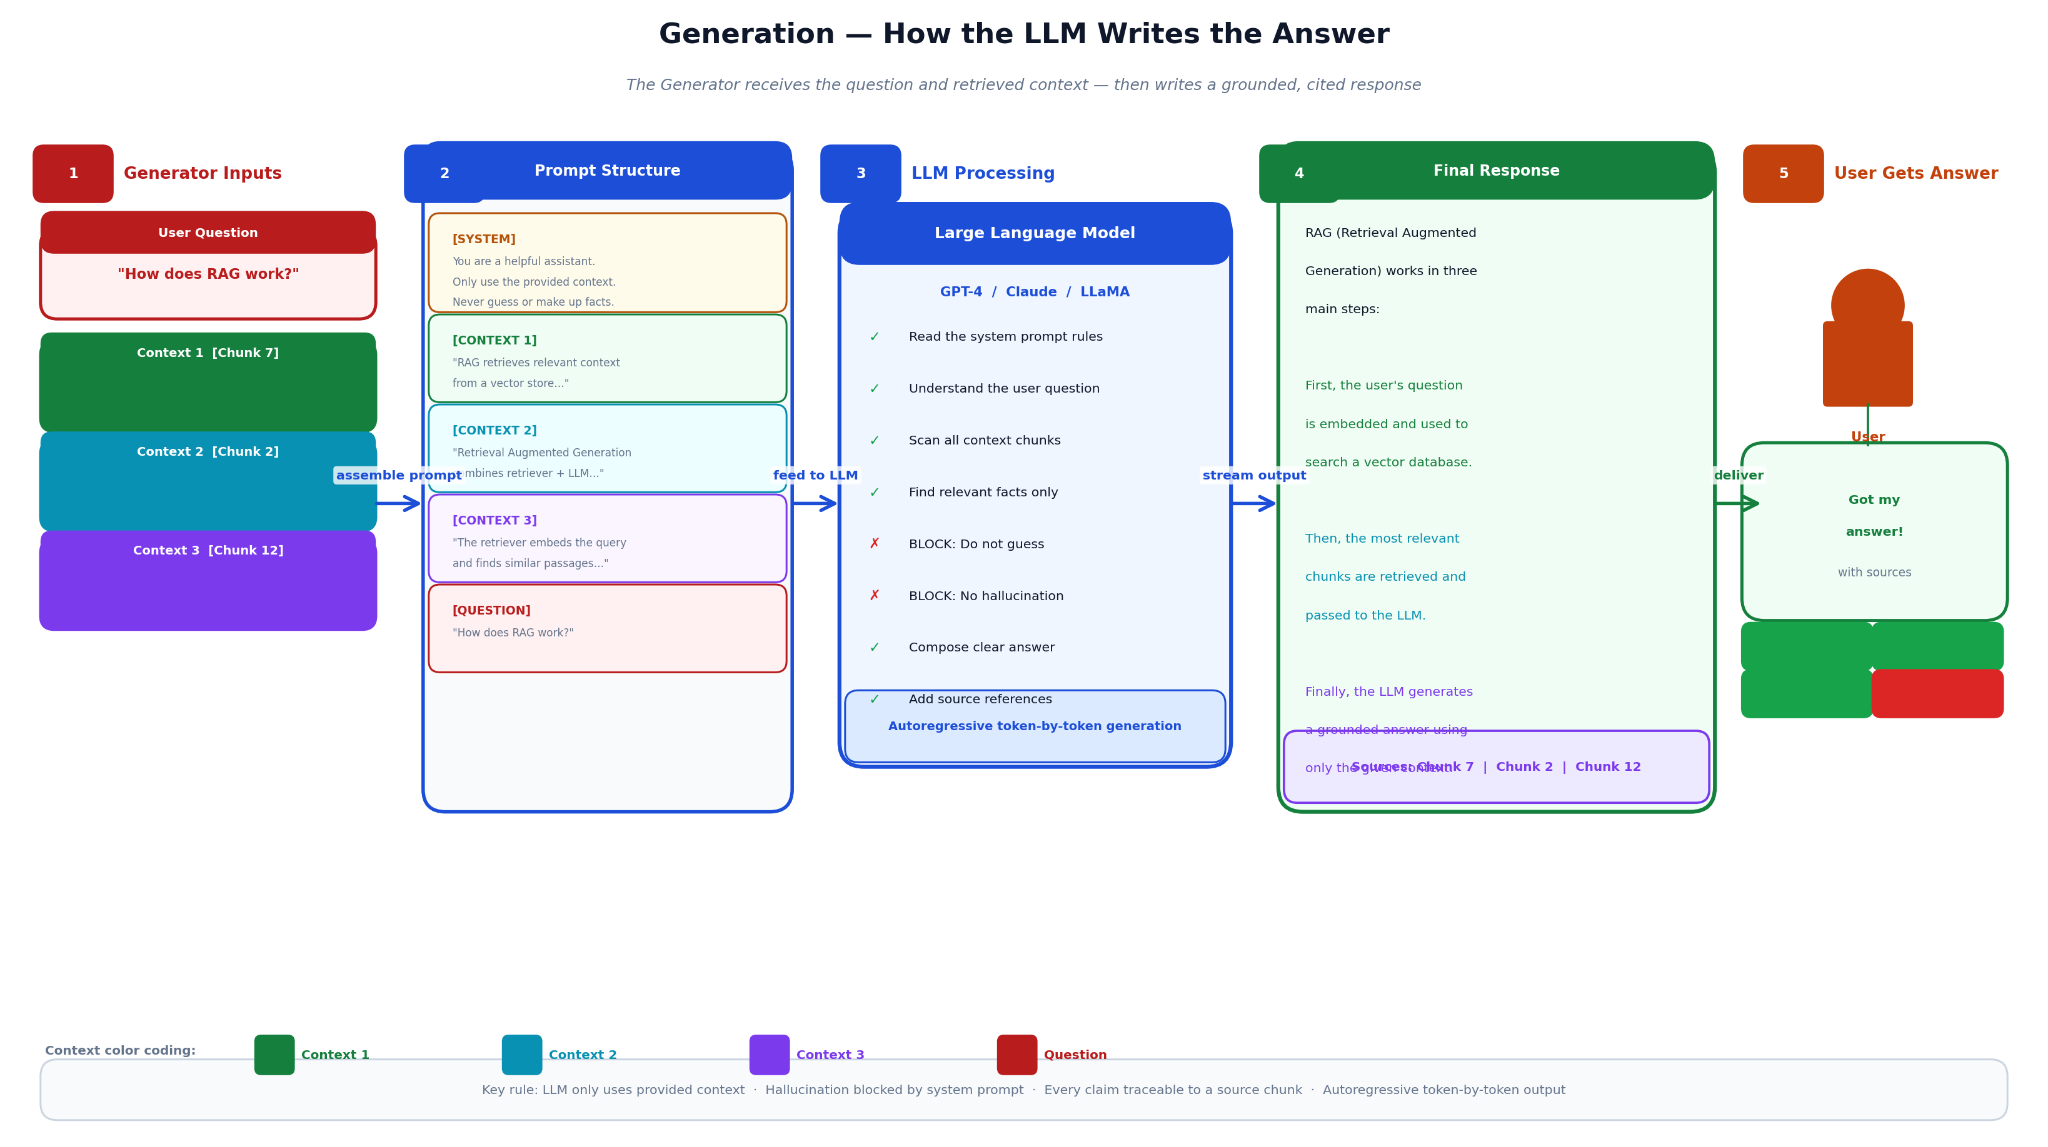 Generation — How the LLM Writes the Answer
The Generator receives the question and retrieved context — then writes a grounded, cited response
1
Generator Inputs
User Question
"How does RAG work?"
Context 1  [Chunk 7]
Context 2  [Chunk 2]
Context 3  [Chunk 12]
assemble prompt
2
Prompt Structure
[SYSTEM]
You are a helpful assistant.
Only use the provided context.
Never guess or make up facts.
[CONTEXT 1]
"RAG retrieves relevant context
from a vector store..."
[CONTEXT 2]
"Retrieval Augmented Generation
combines retriever + LLM..."
[CONTEXT 3]
"The retriever embeds the query
and finds similar passages..."
[QUESTION]
"How does RAG work?"
feed to LLM
3
LLM Processing
Large Language Model
GPT-4 / Claude / LLaMA
✓ Read the system prompt rules
✓ Understand the user question
✓ Scan all context chunks
✓ Find relevant facts only
✗ BLOCK: Do not guess
✗ BLOCK: No hallucination
✓ Compose clear answer
✓ Add source references
Autoregressive token-by-token generation
stream output
4
Final Response
RAG (Retrieval Augmented
Generation) works in three
main steps:
First, the user's question
is embedded and used to
search a vector database.
Then, the most relevant
chunks are retrieved and
passed to the LLM.
Finally, the LLM generates
a grounded answer using
only the given context.
Sources: Chunk 7 | Chunk 2 | Chunk 12
deliver
5
User Gets Answer
User
Got my
answer!
with sources
Context color coding:
Context 1
Context 2
Context 3
Question
Key rule: LLM only uses provided context · Hallucination blocked by system prompt · Every claim traceable to a source chunk · Autoregressive token-by-token output